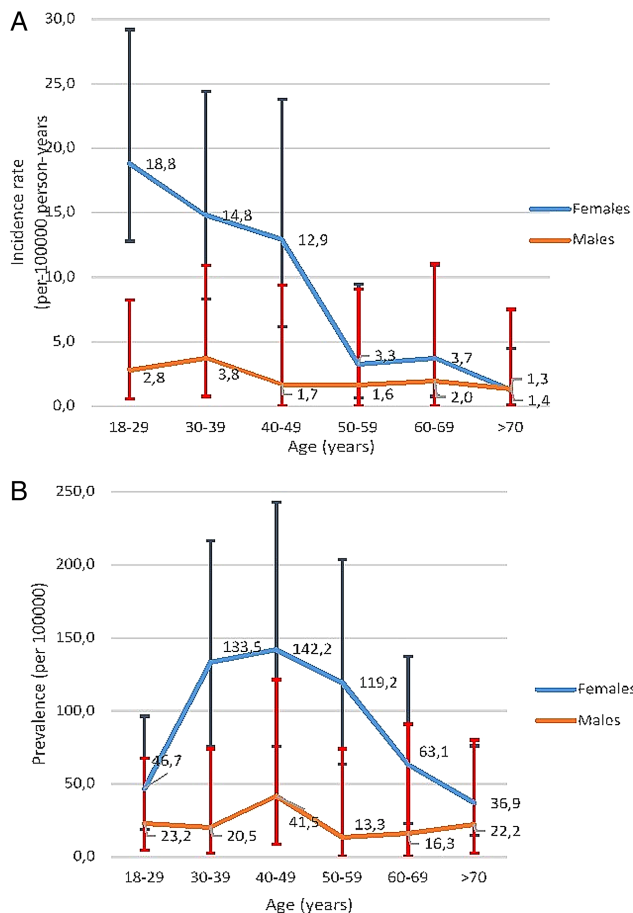 A
30,0
25,0
20,0
15,0
10,0
5,0
0,0
Incidence rate
(per 100000 person-years
18,8
14,8
12,9
3,3
3,7
1,3
1,4
2,8
3,8
1,7
1,6
2,0
Females
Males
18-29 30-39 40-49 50-59 60-69 >70
Age (years)
B
250,0
200,0
150,0
100,0
50,0
0,0
Prevalence (per 100000)
46,7
133,5
142,2
119,2
63,1
36,9
23,2
20,5
41,5
13,3
16,3
22,2
Females
Males
18-29 30-39 40-49 50-59 60-69 >70
Age (years)